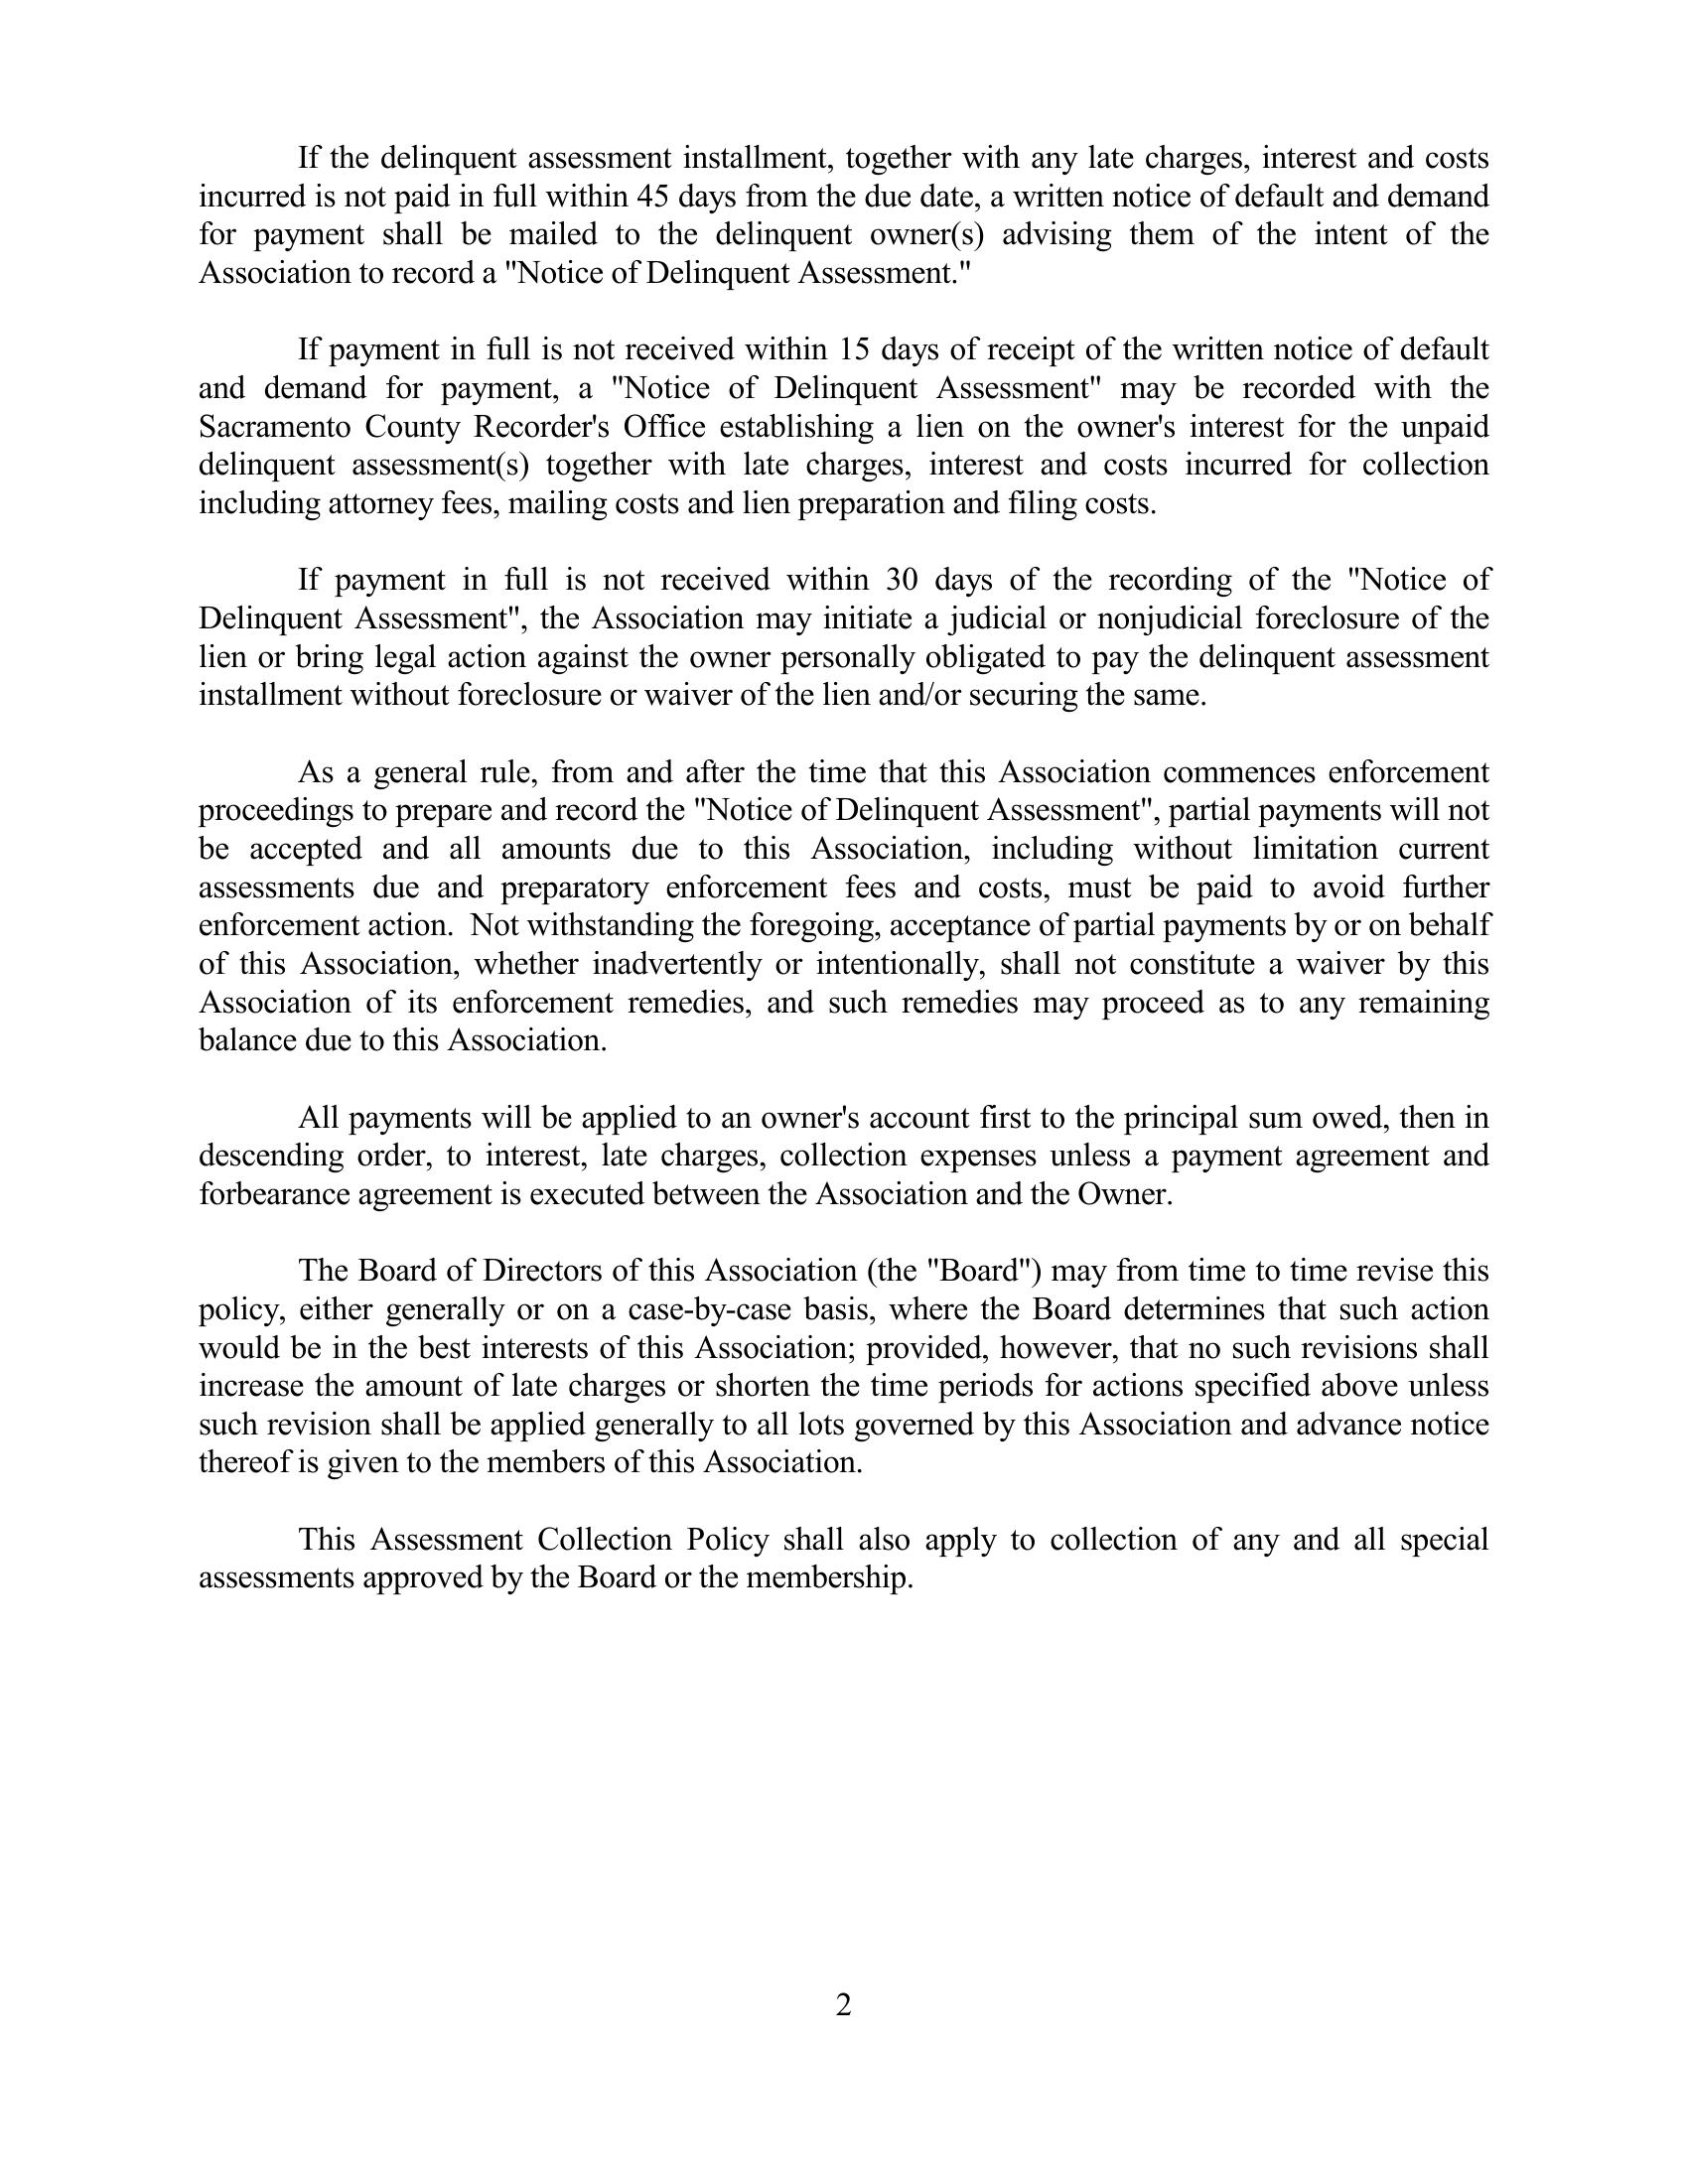 If the delinquent assessment installment, together with any late charges, interest and costs
incurred is not paid in full within 45 days from the due date, a written notice of default and demand
for payment shall be mailed to the delinquent owner(s) advising them of the intent of the
Association to record a "Notice of Delinquent Assessment."
If payment in full is not received within 15 days of receipt of the written notice of default
and demand for payment, a "Notice of Delinquent Assessment" may be recorded with the
Sacramento County Recorder's Office establishing a lien on the owner's interest for the unpaid
delinquent assessment(s) together with late charges, interest and costs incurred for collection
including attorney fees, mailing costs and lien preparation and filing costs.
If payment in full is not received within 30 days of the recording of the "Notice of
Delinquent Assessment", the Association may initiate a judicial or nonjudicial foreclosure of the
lien or bring legal action against the owner personally obligated to pay the delinquent assessment
installment without foreclosure or waiver of the lien and/or securing the same.
As a general rule, from and after the time that this Association commences enforcement
proceedings to prepare and record the "Notice of Delinquent Assessment", partial payments will not
be accepted and all amounts due to this Association, including without limitation current
assessments due and preparatory enforcement fees and costs, must be paid to avoid further
enforcement action.  Not withstanding the foregoing, acceptance of partial payments by or on behalf
of this Association, whether inadvertently or intentionally, shall not constitute a waiver by this
Association of its enforcement remedies, and such remedies may proceed as to any remaining
balance due to this Association.
All payments will be applied to an owner's account first to the principal sum owed, then in
descending order, to interest, late charges, collection expenses unless a payment agreement and
forbearance agreement is executed between the Association and the Owner.
The Board of Directors of this Association (the "Board") may from time to time revise this
policy, either generally or on a case-by-case basis, where the Board determines that such action
would be in the best interests of this Association; provided, however, that no such revisions shall
increase the amount of late charges or shorten the time periods for actions specified above unless
such revision shall be applied generally to all lots governed by this Association and advance notice
thereof is given to the members of this Association.
This Assessment Collection Policy shall also apply to collection of any and all special
assessments approved by the Board or the membership.
2